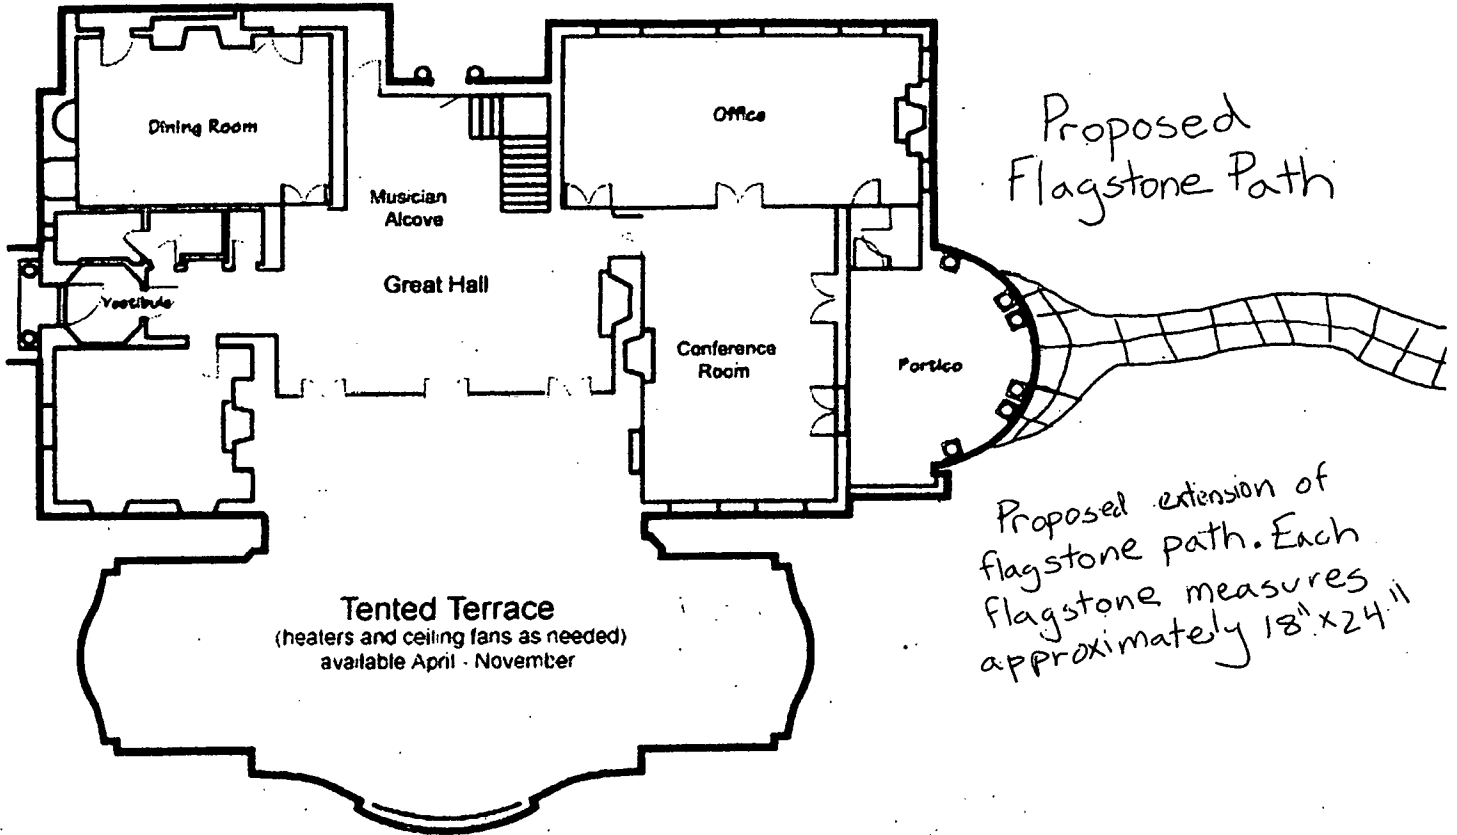 Dining Room
Office
Proposed
Flagstone Path
Musician
Alcove
Great Hall
Vestibule
Conference
Room
Portico
Proposed extension of
flagstone path. Each
flagstone measures
approximately 18" x 24"
Tented Terrace
(heaters and ceiling fans as needed)
available April - November